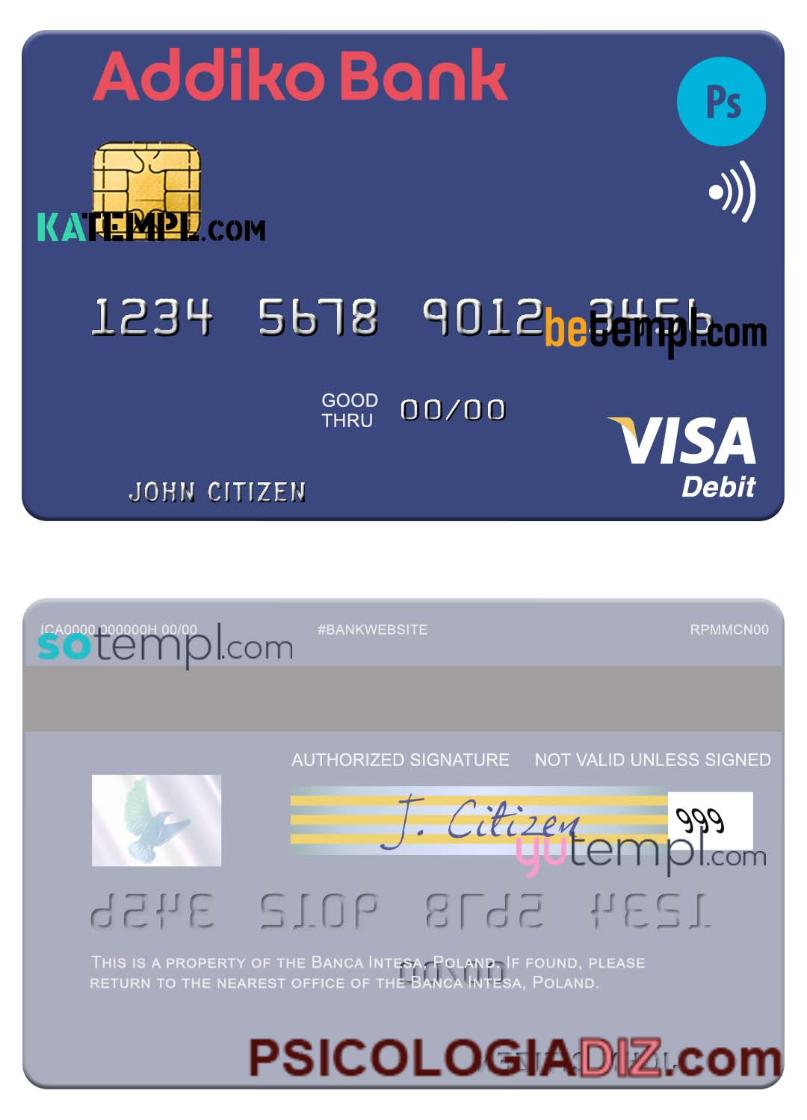 Addiko Bank
Ps
KATEMPL.COM
1234 5678 9012 3456
betempl.com
GOOD
THRU
00/00
VISA
Debit
JOHN CITIZEN
ICA0000 000000H 00/00 #BANKWEBSITE RPMMCN00
sotempl.com
AUTHORIZED SIGNATURE NOT VALID UNLESS SIGNED
J. Citizen 999
yutempl.com
THIS IS A PROPERTY OF THE BANCA INTESA, POLAND. IF FOUND, PLEASE
RETURN TO THE NEAREST OFFICE OF THE BANCA INTESA, POLAND.
PSICOLOGIADIZ.com